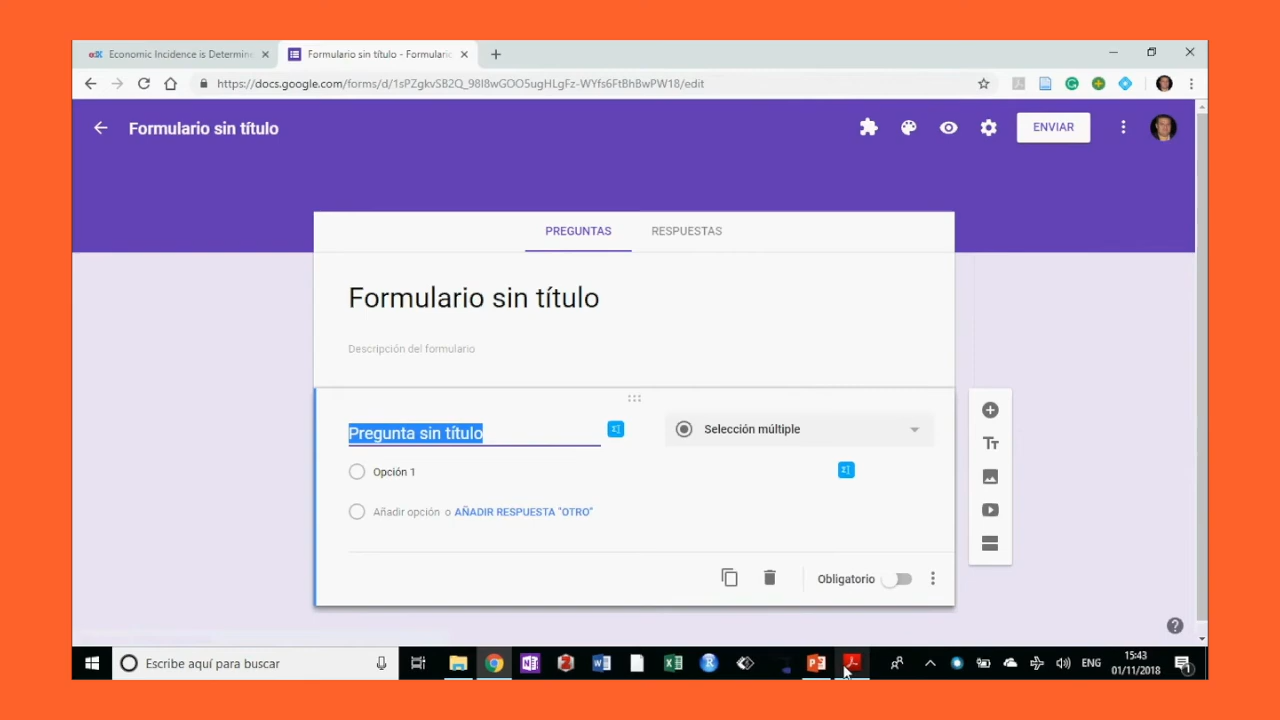 Economic Incidence is Determin
Formulario sin título - Formulario
https://docs.google.com/forms/d/1sPZgkvSB2Q_98I8wGOO5ugHLgFz-WYfs6FtBhBwPW18/edit
Formulario sin título
ENVIAR
PREGUNTAS
RESPUESTAS
Formulario sin título
Descripción del formulario
Pregunta sin título
Selección múltiple
Opción 1
Añadir opción o AÑADIR RESPUESTA "OTRO"
Obligatorio
Escribe aquí para buscar
ENG
15:43
01/11/2018